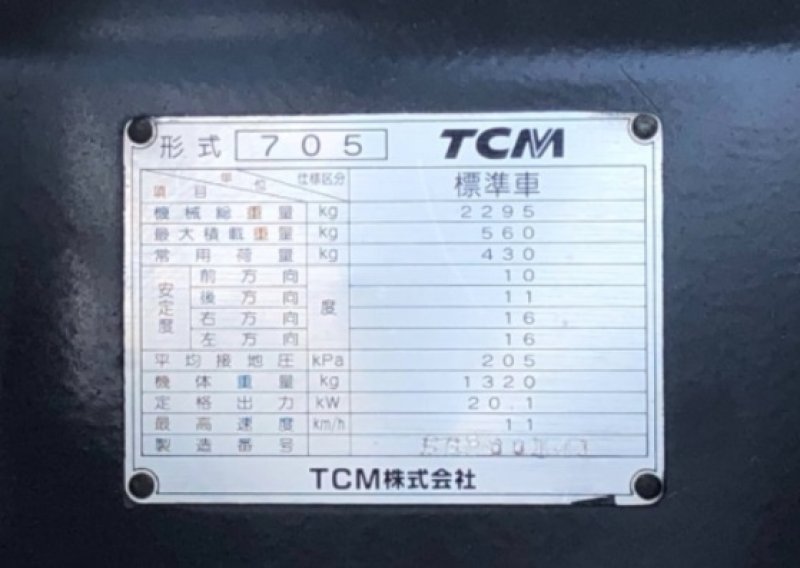 形式 705 TCM
単位 仕様区分 標準車
項目
機械総重量 kg 2295
最大積載重量 kg 560
常用荷重 kg 430
安定度 前方向 度 10
後方向 11
右方向 16
左方向 16
平均接地圧 kPa 205
機体重量 kg 1320
定格出力 kW 20.1
最高速度 km/h 11
製造番号
TCM株式会社